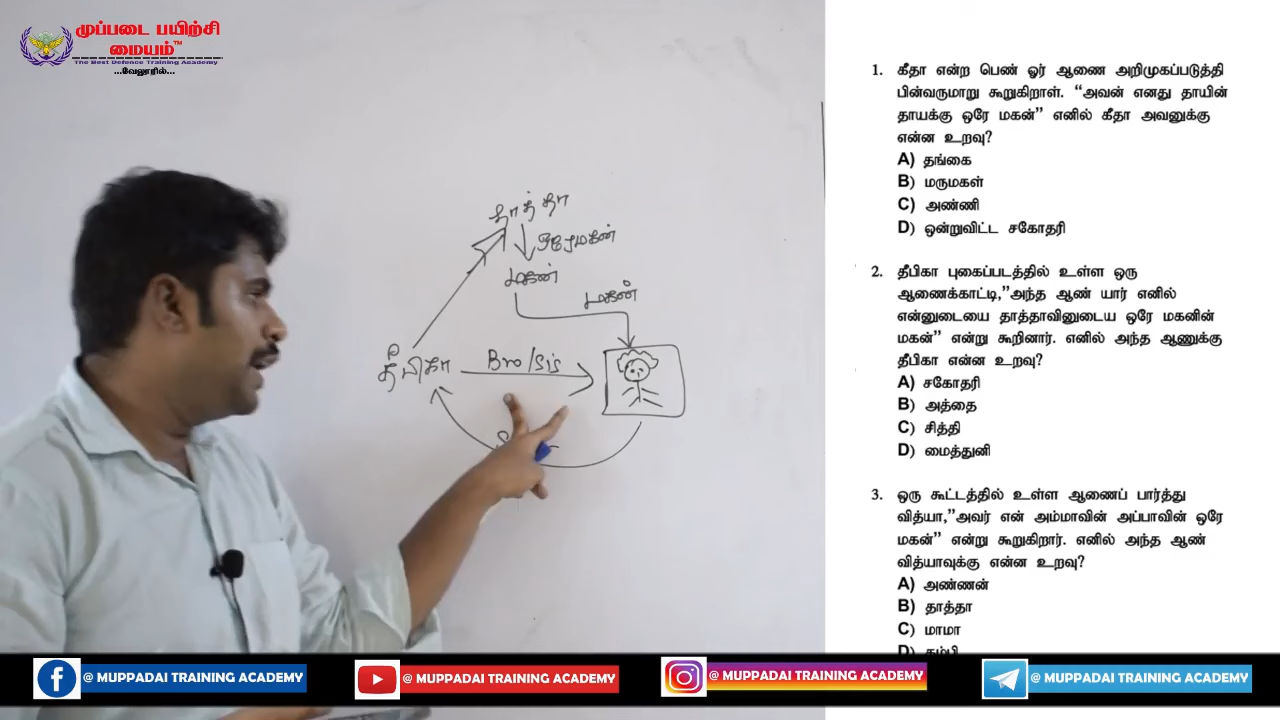 முப்படை பயிற்சி
மையம்™
The Best Defence Training Academy
...வேலூரில்...
தாத்தா
ஒரேமகன்
மகன்
மகன்
தீபிகா
Bro/sis
1. கீதா என்ற பெண் ஓர் ஆணை அறிமுகப்படுத்தி
பின்வருமாறு கூறுகிறாள். “அவன் எனது தாயின்
தாயக்கு ஒரே மகன்” எனில் கீதா அவனுக்கு
என்ன உறவு?
A) தங்கை
B) மருமகள்
C) அண்ணி
D) ஒன்றுவிட்ட சகோதரி
2. தீபிகா புகைப்படத்தில் உள்ள ஒரு
ஆணைக்காட்டி,”அந்த ஆண் யார் எனில்
என்னுடையை தாத்தாவினுடைய ஒரே மகனின்
மகன்” என்று கூறினார். எனில் அந்த ஆணுக்கு
தீபிகா என்ன உறவு?
A) சகோதரி
B) அத்தை
C) சித்தி
D) மைத்துனி
3. ஒரு கூட்டத்தில் உள்ள ஆணைப் பார்த்து
வித்யா,”அவர் என் அம்மாவின் அப்பாவின் ஒரே
மகன்” என்று கூறுகிறார். எனில் அந்த ஆண்
வித்யாவுக்கு என்ன உறவு?
A) அண்ணன்
B) தாத்தா
C) மாமா
D) தம்பி
@ MUPPADAI TRAINING ACADEMY
@ MUPPADAI TRAINING ACADEMY
@ MUPPADAI TRAINING ACADEMY
@ MUPPADAI TRAINING ACADEMY